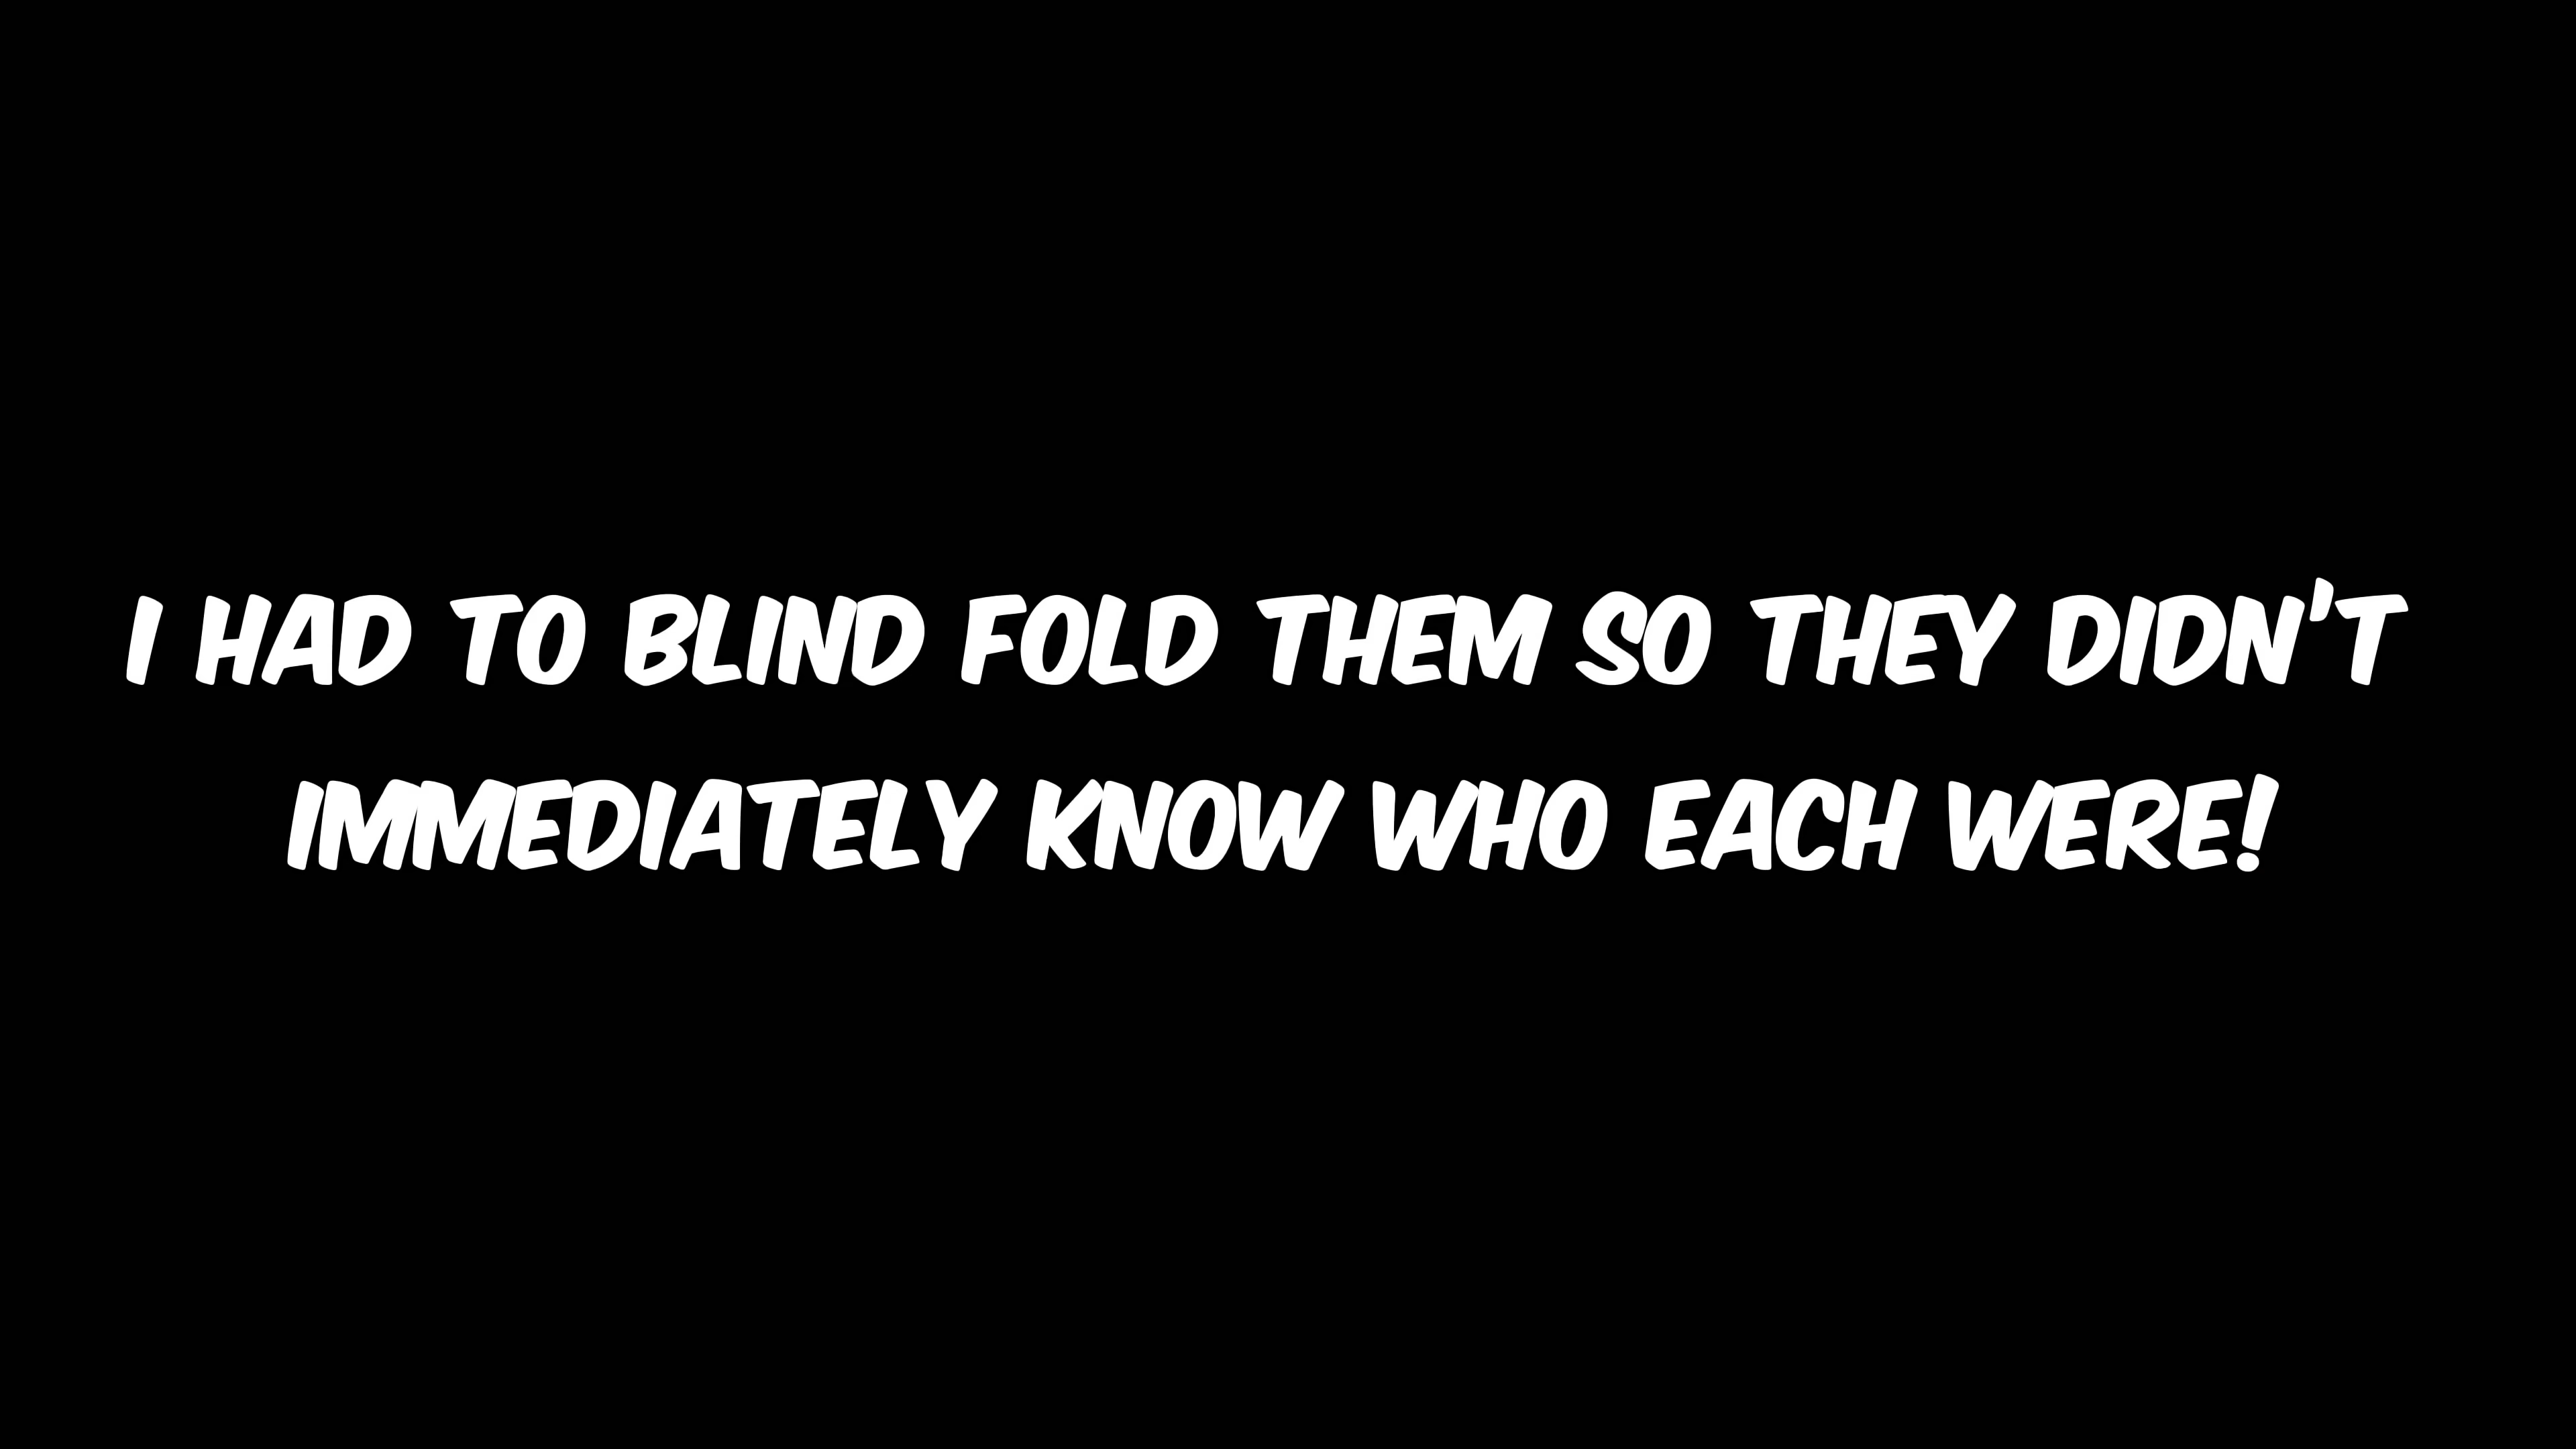 I HAD TO BLIND FOLD THEM SO THEY DIDN'T
IMMEDIATELY KNOW WHO EACH WERE!